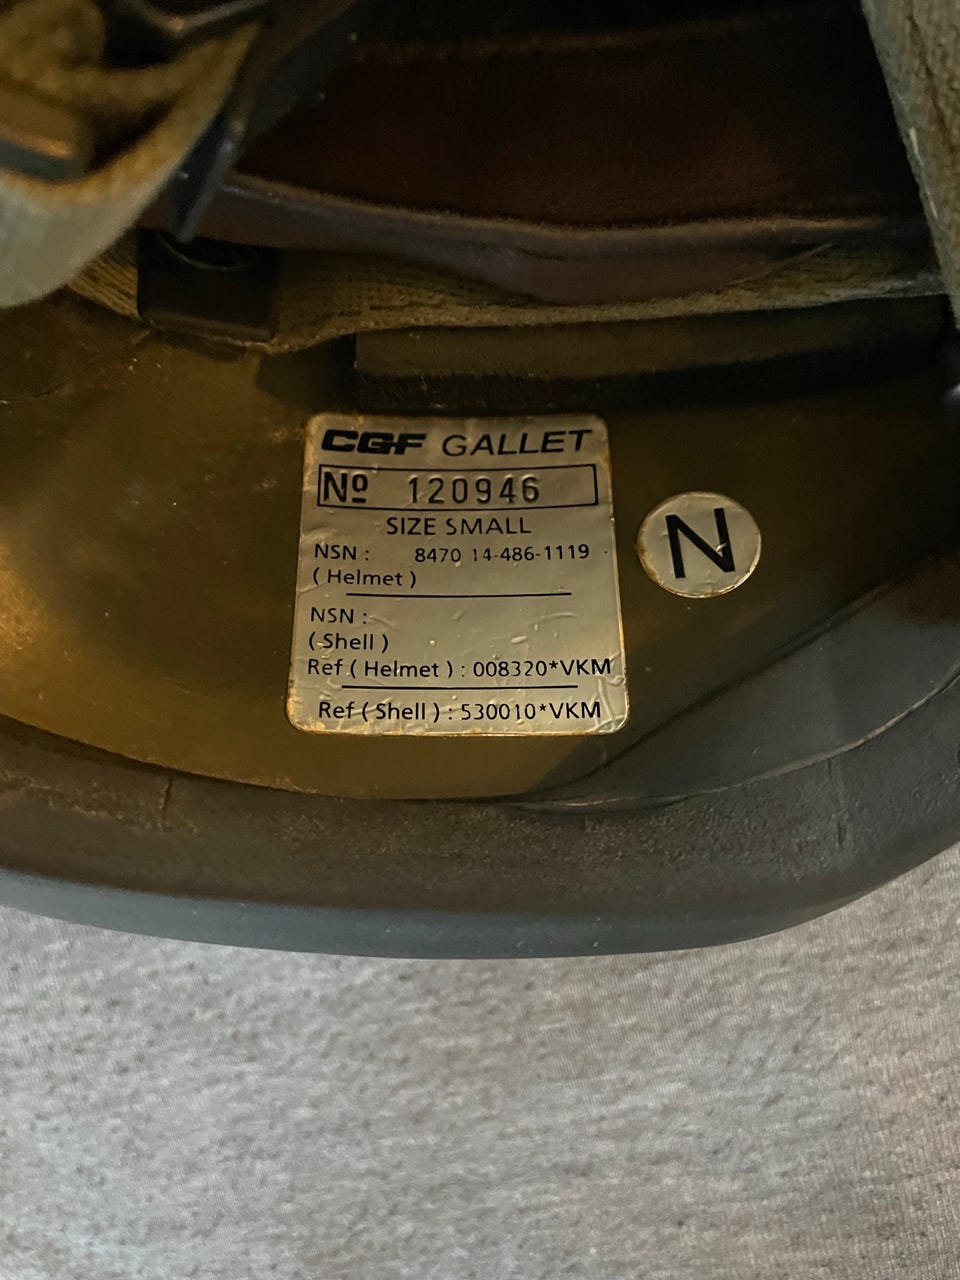 CGF GALLET
Nº 120946
SIZE SMALL
NSN : 8470 14-486-1119
( Helmet )
NSN :
( Shell )
Ref ( Helmet ) : 008320*VKM
Ref ( Shell ) : 530010*VKM
N